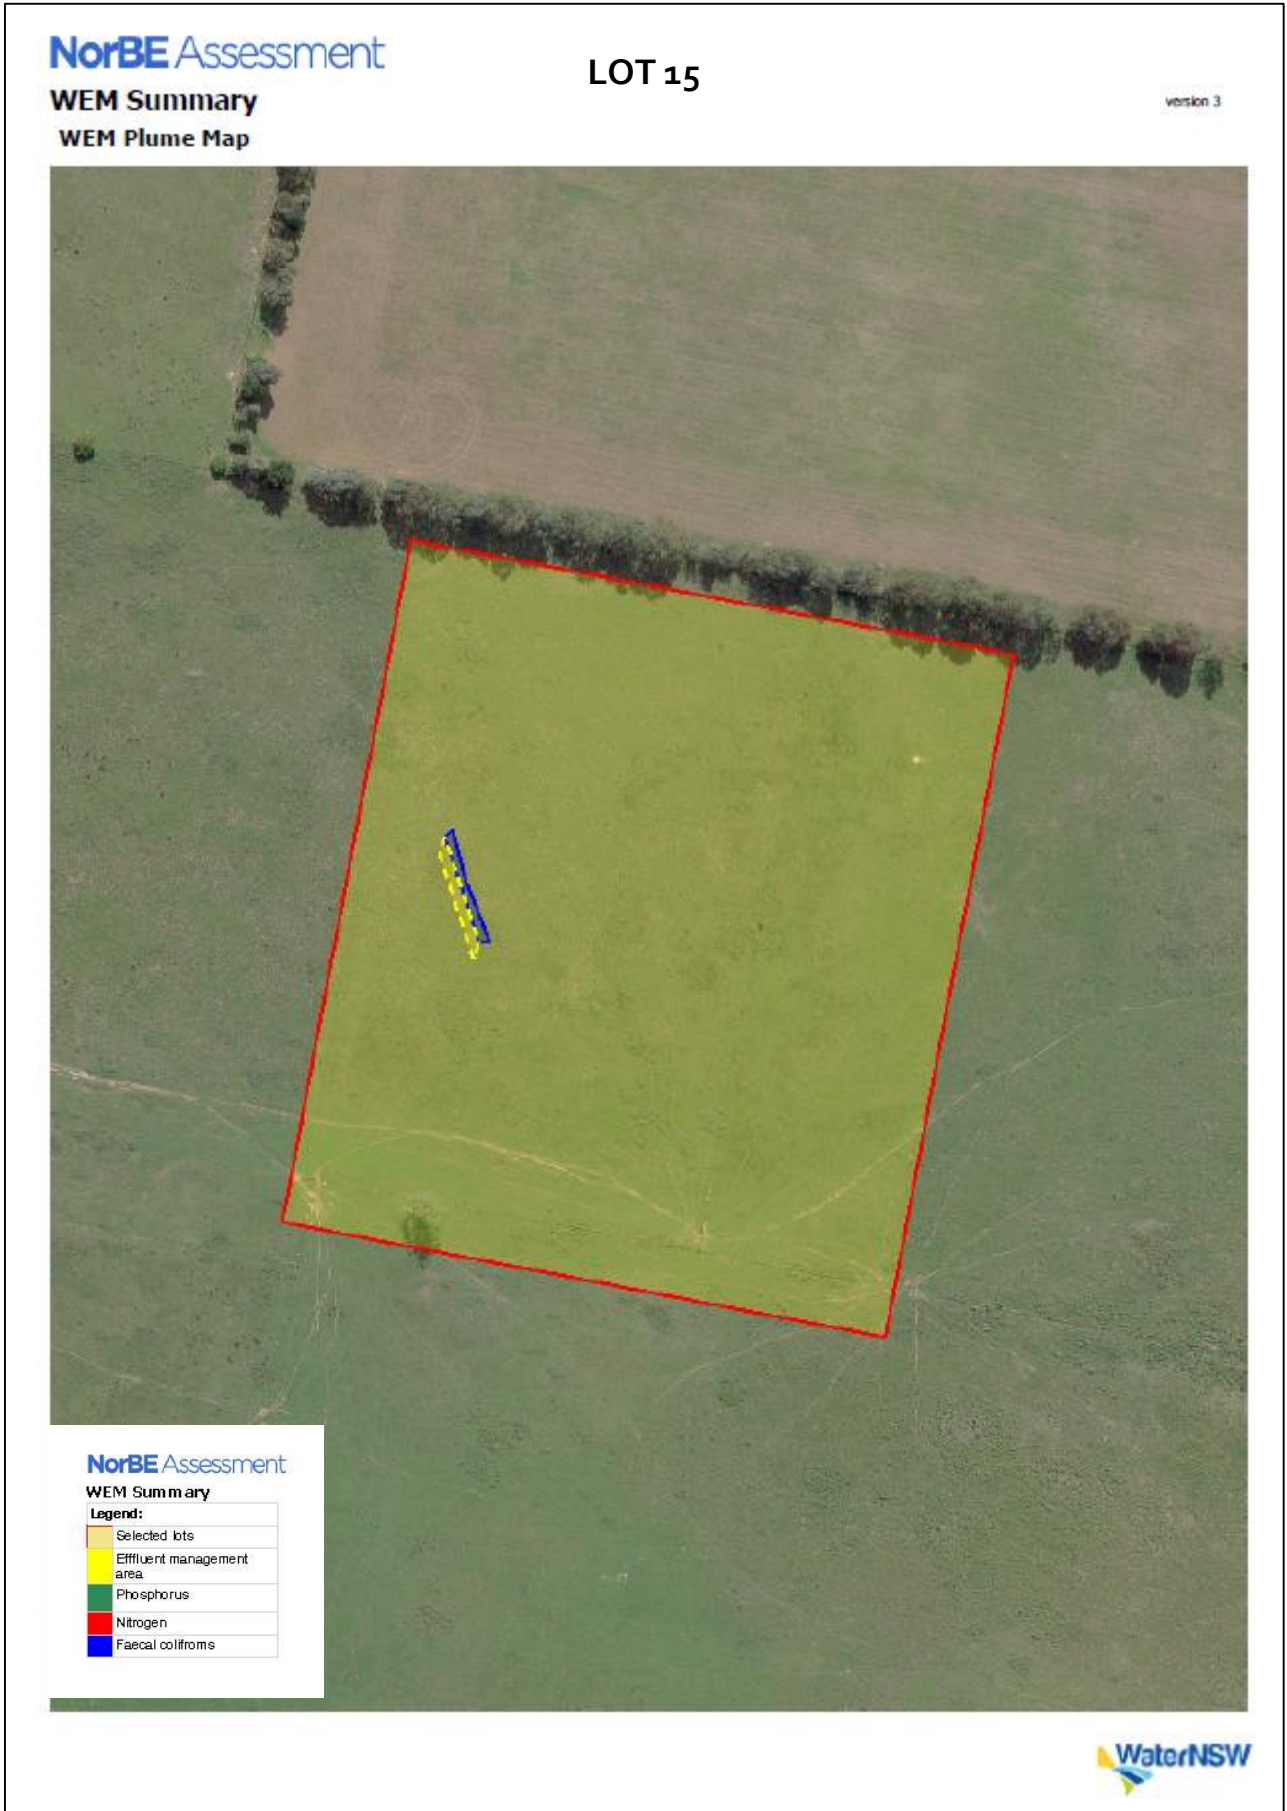 NorBE Assessment
LOT 15
WEM Summary
version 3
WEM Plume Map
NorBE Assessment
WEM Summary
Legend:
Selected lots
Efffluent management
area
Phosphorus
Nitrogen
Faecal colifroms
WaterNSW